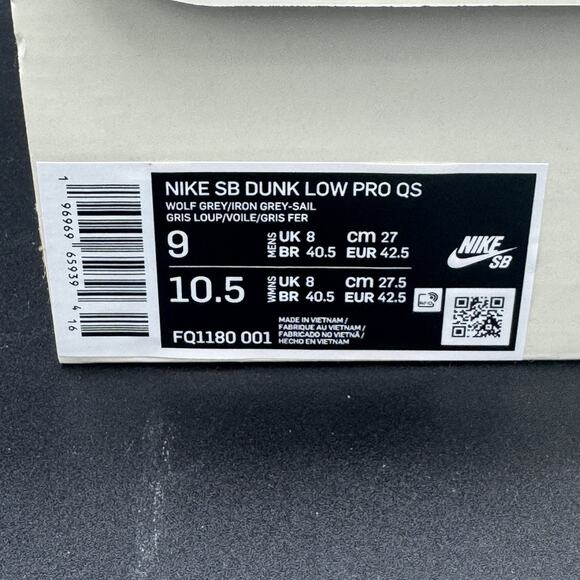 NIKE SB DUNK LOW PRO QS
WOLF GREY/IRON GREY-SAIL
GRIS LOUP/VOILE/GRIS FER
9 MENS UK 8 CM 27
BR 40.5 EUR 42.5
10.5 WMNS UK 8 CM 27.5
BR 40.5 EUR 42.5
FQ1180 001
MADE IN VIETNAM /
FABRIQUE AU VIETNAM /
FABRICADO NO VIETNÃ /
HECHO EN VIETNAM
NIKE
SB
1 96969 65939 4 16